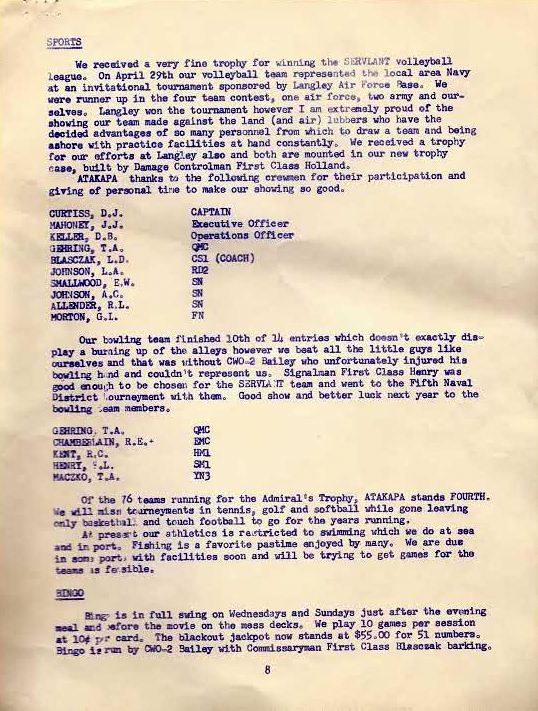 SPORTS
We received a very fine trophy for winning the SERVLANT volleyball
league. On April 29th our volleyball team represented the local area Navy
at an invitational tournament sponsored by Langley Air Force Base. We
were runner up in the four team contest, one air force, two army and our-
selves. Langley won the tournament however I am extremely proud of the
showing our team made against the land (and air) lubbers who have the
decided advantages of so many personnel from which to draw a team and being
ashore with practice facilities at hand constantly. We received a trophy
for our efforts at Langley also and both are mounted in our new trophy
case, built by Damage Controlman First Class Holland.
ATAKAPA thanks to the following crewmen for their participation and
giving of personal time to make our showing so good.
CURTISS, D.J. CAPTAIN
MAHONEY, J.J. Executive Officer
KELLER, D.B. Operations Officer
GEHRING, T.A. QMC
BLASCZAK, L.D. CS1 (COACH)
JOHNSON, L.A. RD2
SMALLWOOD, E.W. SN
JOHNSON, A.C. SN
ALLENDER, R.L. SN
MORTON, G.L. FN
Our bowling team finished 10th of 14 entries which doesn't exactly dis-
play a burning up of the alleys however we beat all the little guys like
ourselves and that was without CWO-2 Bailey who unfortunately injured his
bowling hand and couldn't represent us. Signalman First Class Henry was
good enough to be chosen for the SERVLANT team and went to the Fifth Naval
District tourneyment with them. Good show and better luck next year to the
bowling team members.
GEHRING, T.A. QMC
CHAMBERLAIN, R.E. EMC
KENT, R.C. HM1
HENRY, L. SM1
MACZKO, T.A. YN3
Of the 76 teams running for the Admiral's Trophy, ATAKAPA stands FOURTH.
We will miss tourneyments in tennis, golf and softball while gone leaving
only basketball and touch football to go for the years running.
At present our athletics is restricted to swimming which we do at sea
and in port. Fishing is a favorite pastime enjoyed by many. We are due
in some port with facilities soon and will be trying to get games for the
teams as feasible.
BINGO
Bingo is in full swing on Wednesdays and Sundays just after the evening
meal and before the movie on the mess decks. We play 10 games per session
at 10¢ per card. The blackout jackpot now stands at $55.00 for 51 numbers.
Bingo is run by CWO-2 Bailey with Commissaryman First Class Blasczak barking.
8